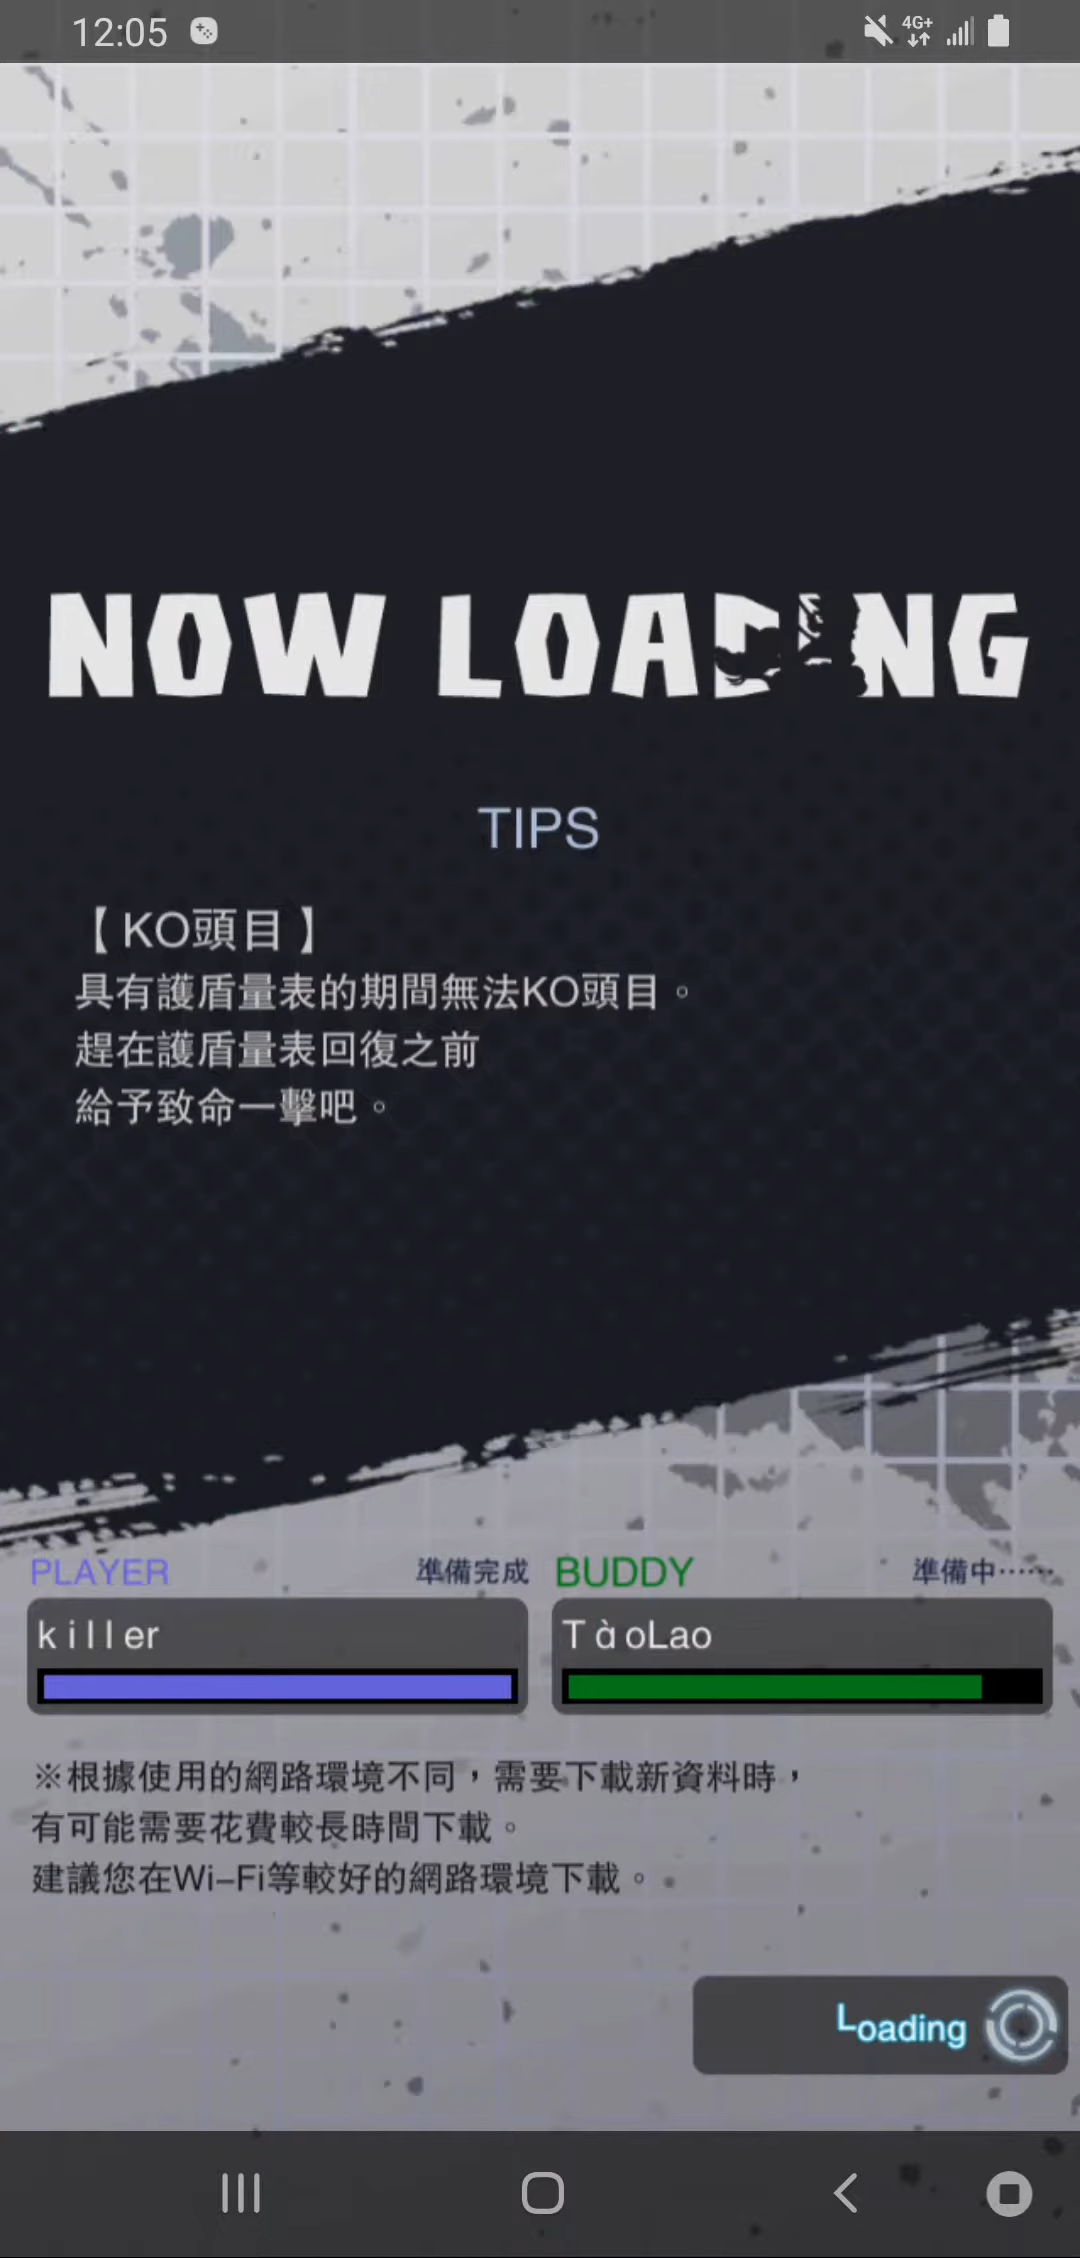 12:05
4G+
NOW LOADING
TIPS
【KO頭目】
具有護盾量表的期間無法KO頭目。
趕在護盾量表回復之前
給予致命一擊吧。
PLAYER 準備完成 BUDDY 準備中……
killer TàoLao
※根據使用的網路環境不同，需要下載新資料時，
有可能需要花費較長時間下載。
建議您在Wi-Fi等較好的網路環境下載。
Loading